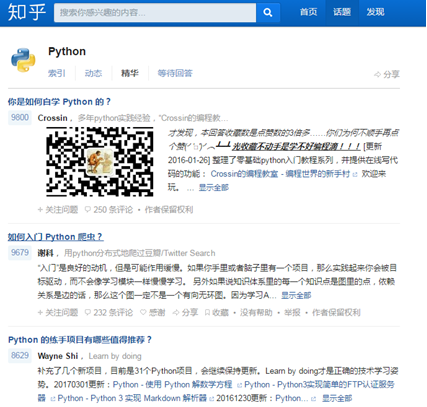 知乎 搜索你感兴趣的内容... 首页 话题 发现
Python
索引 动态 精华 等待回答 分享
你是如何自学 Python 的？
9800 Crossin，多年python实践经验，“Crossin的编程教...
才发现，本回答收藏数是点赞数的3倍多……你们为何不顺手再点
个赞(╯‵□′)╯︵┻━┻光收藏不动手是学不好编程滴！！！[更新
2016-01-26] 整理了零基础python入门教程系列，并提供在线写代
码的功能： Crossin的编程教室 - 编程世界的新手村 欢迎来
玩。 ... 显示全部
+ 关注问题 250 条评论 • 作者保留权利
如何入门 Python 爬虫？
9679 谢科，用python分布式地爬过豆瓣/Twitter Search
“入门”是良好的动机，但是可能作用缓慢。如果你手里或者脑子里有一个项目，那么实践起来你会被目
标驱动，而不会像学习模块一样慢慢学习。 另外如果说知识体系里的每一个知识点是图里的点，依赖
关系是边的话，那么这个图一定不是一个有向无环图。因为学习A... 显示全部
+ 关注问题 232 条评论 感谢 分享 收藏 • 没有帮助 • 举报 • 作者保留权利
Python 的练手项目有哪些值得推荐？
8629 Wayne Shi，Learn by doing
补充了几个新项目，目前是31个Python项目，会继续保持更新。Learn by doing才是正确的技术学习姿
势。20170301更新：Python - 使用 Python 解数学方程 Python - Python3实现简易的FTP认证服务
器 Python - Python 3 实现 Markdown 解析器 20161230更新：Python... 显示全部